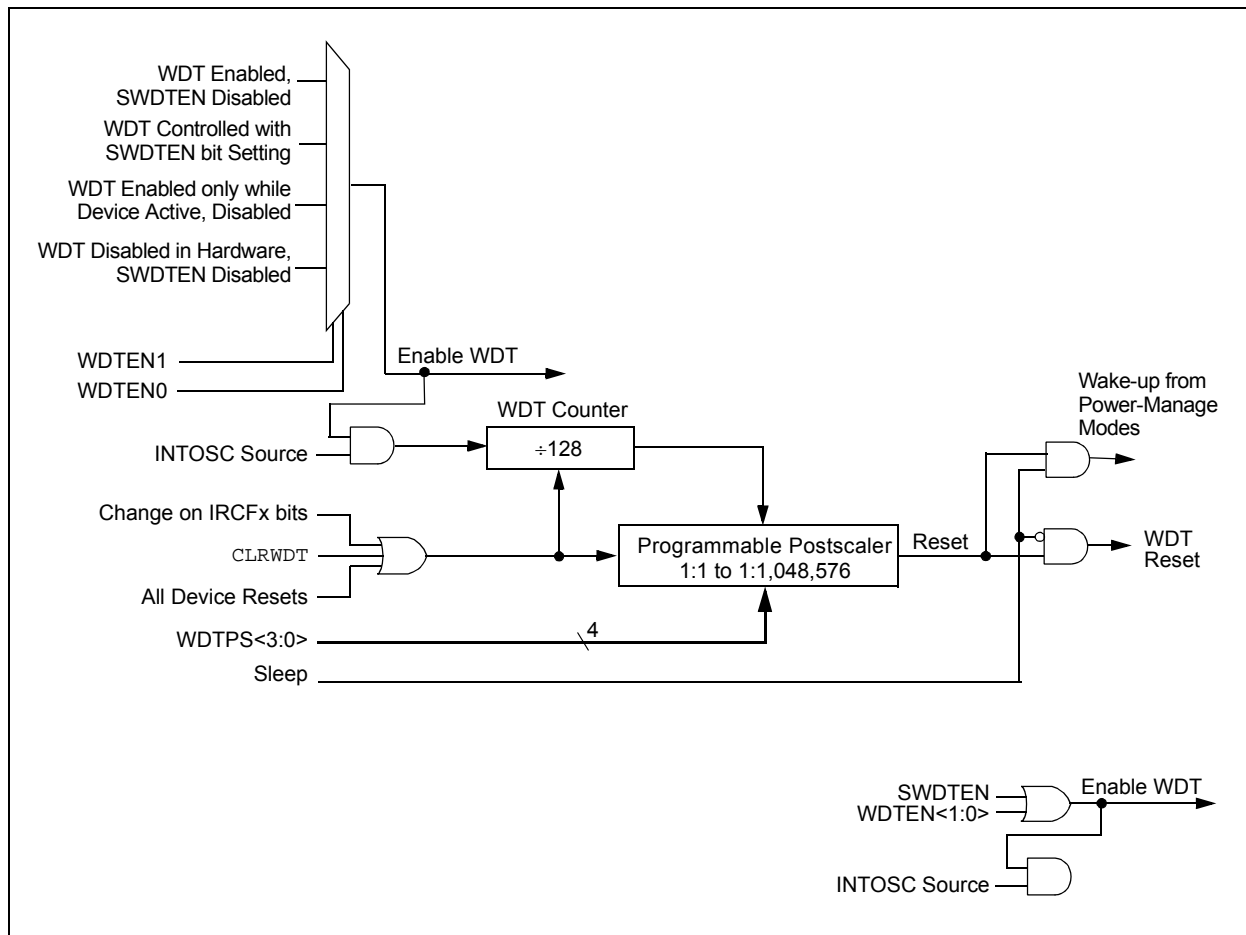 WDT Enabled,
SWDTEN Disabled
WDT Controlled with
SWDTEN bit Setting
WDT Enabled only while
Device Active, Disabled
WDT Disabled in Hardware,
SWDTEN Disabled
WDTEN1
WDTEN0
Enable WDT
WDT Counter
INTOSC Source
÷128
Wake-up from
Power-Manage
Modes
Change on IRCFx bits
CLRWDT
All Device Resets
Programmable Postscaler
1:1 to 1:1,048,576
Reset
WDT
Reset
WDTPS<3:0>
4
Sleep
SWDTEN
WDTEN<1:0>
Enable WDT
INTOSC Source